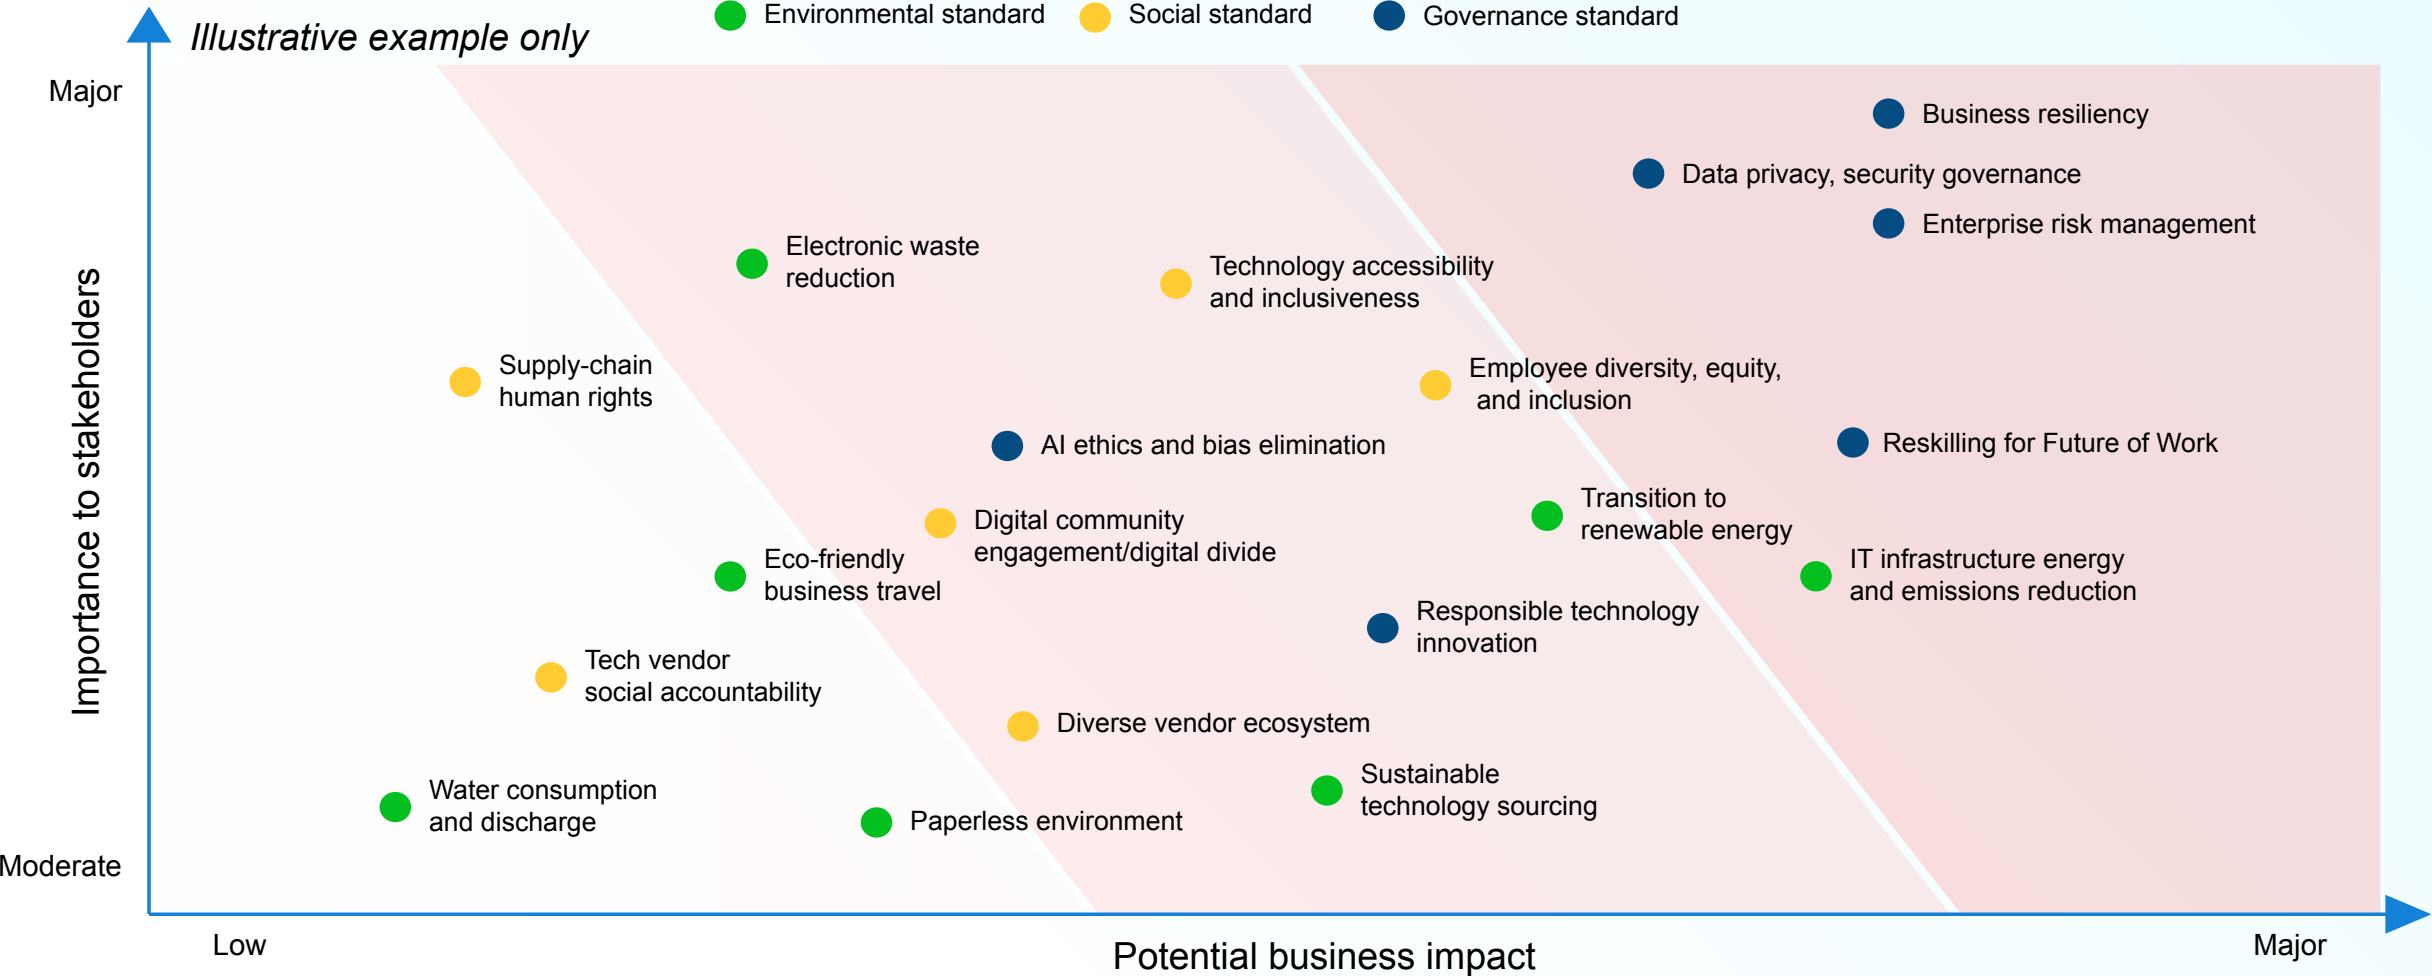 Illustrative example only
Environmental standard
Social standard
Governance standard
Major
Importance to stakeholders
Moderate
Business resiliency
Data privacy, security governance
Enterprise risk management
Electronic waste
reduction
Technology accessibility
and inclusiveness
Supply-chain
human rights
Employee diversity, equity,
and inclusion
AI ethics and bias elimination
Reskilling for Future of Work
Digital community
engagement/digital divide
Transition to
renewable energy
Eco-friendly
business travel
IT infrastructure energy
and emissions reduction
Responsible technology
innovation
Tech vendor
social accountability
Diverse vendor ecosystem
Water consumption
and discharge
Paperless environment
Sustainable
technology sourcing
Low
Potential business impact
Major